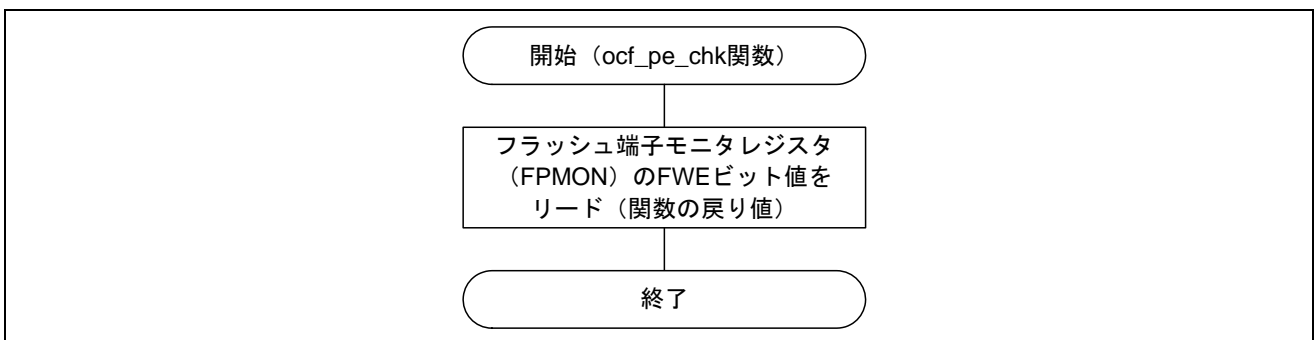 開始（ocf_pe_chk関数）
フラッシュ端子モニタレジスタ
（FPMON）のFWEビット値を
リード（関数の戻り値）
終了